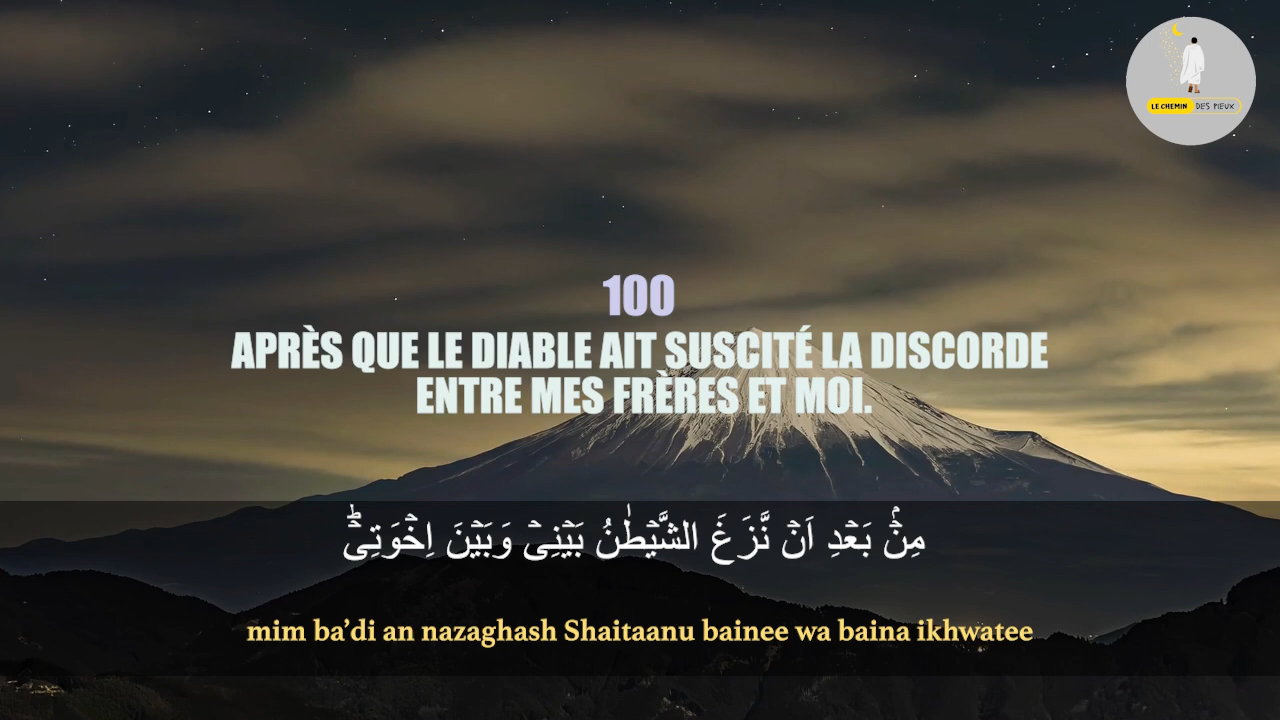 LE CHEMIN DES PIEUX
100
APRÈS QUE LE DIABLE AIT SUSCITÉ LA DISCORDE
ENTRE MES FRÈRES ET MOI.
مِنْۢ بَعْدِ اَنْ نَّزَغَ الشَّيْطٰنُ بَيْنِىْ وَبَيْنَ اِخْوَتِىْؕ
mim ba’di an nazaghash Shaitaanu bainee wa baina ikhwatee